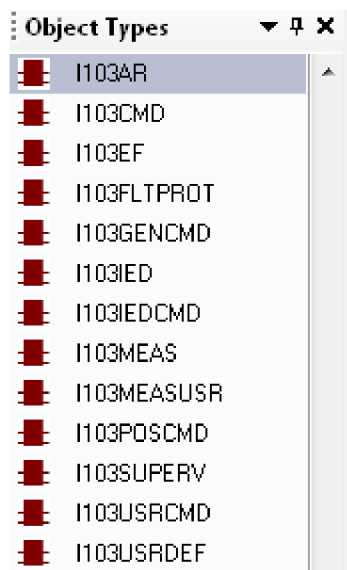 Object Types
I103AR
I103CMD
I103EF
I103FLTPROT
I103GENCMD
I103IED
I103IEDCMD
I103MEAS
I103MEASUSR
I103POSCMD
I103SUPERV
I103USRCMD
I103USRDEF